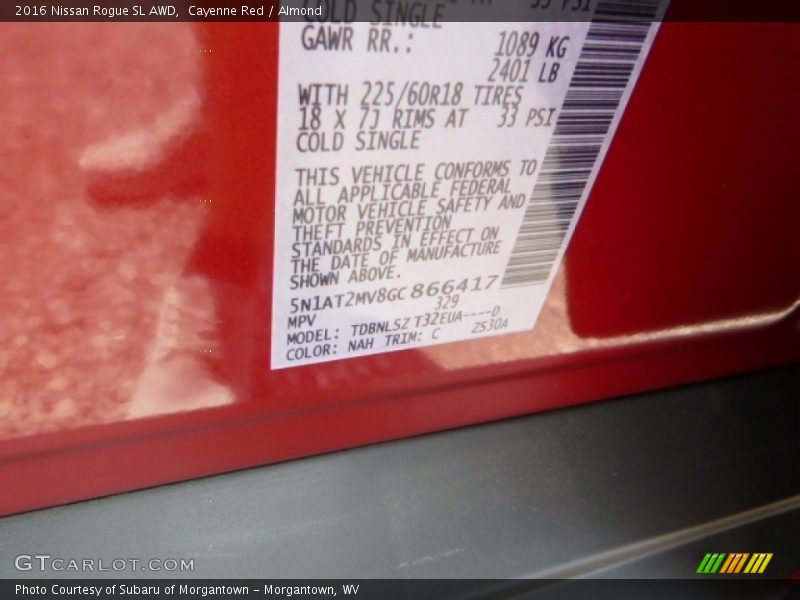 2016 Nissan Rogue SL AWD, Cayenne Red / Almond
COLD SINGLE
GAWR RR.: 1089 KG
2401 LB
WITH 225/60R18 TIRES
18 X 7J RIMS AT 33 PSI
COLD SINGLE
THIS VEHICLE CONFORMS TO
ALL APPLICABLE FEDERAL
MOTOR VEHICLE SAFETY AND
THEFT PREVENTION
STANDARDS IN EFFECT ON
THE DATE OF MANUFACTURE
SHOWN ABOVE.
5N1AT2MV8GC866417
MPV 329
MODEL: TDBNLSZ T32EUA----D
COLOR: NAH TRIM: C ZS30A
GTCARLOT.COM
Photo Courtesy of Subaru of Morgantown - Morgantown, WV